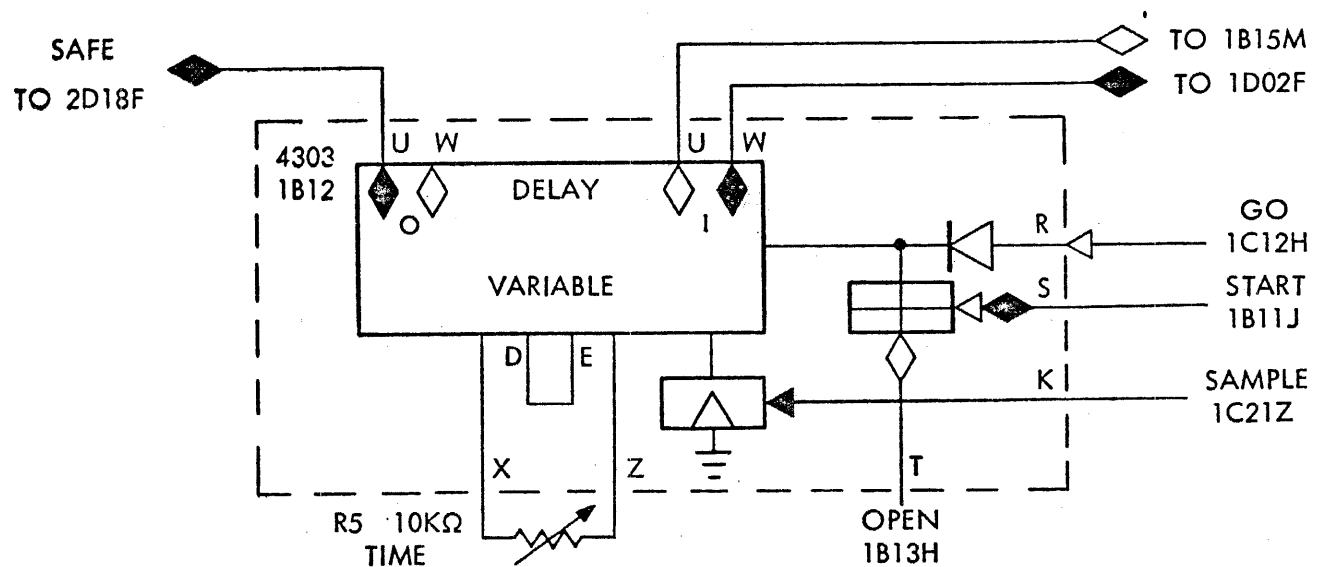 SAFE
TO 2D18F
TO 1B15M
TO 1D02F
4303
1B12
U W
U W
DELAY
O
1
VARIABLE
R
GO
1C12H
S
START
1B11J
D E
K
SAMPLE
1C21Z
X
Z
T
R5 10KΩ
TIME
OPEN
1B13H